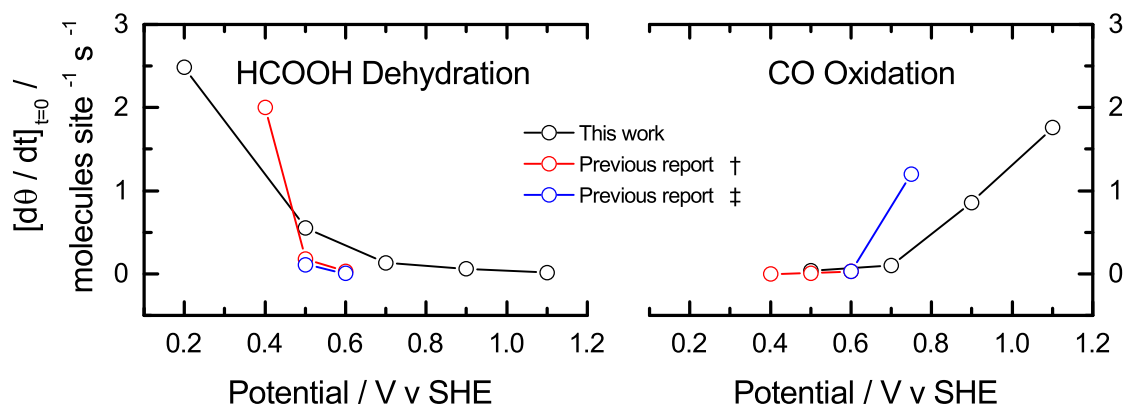 [dθ / dt]t=0 /
molecules site -1 s -1
3
2
1
0
HCOOH Dehydration
0.2 0.4 0.6 0.8 1.0 1.2
Potential / V v SHE
This work
Previous report †
Previous report ‡
CO Oxidation
3
2
1
0
0.2 0.4 0.6 0.8 1.0 1.2
Potential / V v SHE